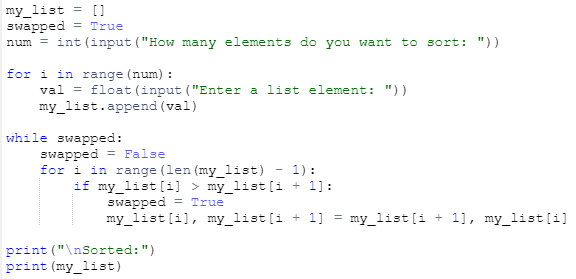 my_list = []
swapped = True
num = int(input("How many elements do you want to sort: "))
for i in range(num):
    val = float(input("Enter a list element: "))
    my_list.append(val)
while swapped:
    swapped = False
    for i in range(len(my_list) - 1):
        if my_list[i] > my_list[i + 1]:
            swapped = True
            my_list[i], my_list[i + 1] = my_list[i + 1], my_list[i]
print("\nSorted:")
print(my_list)